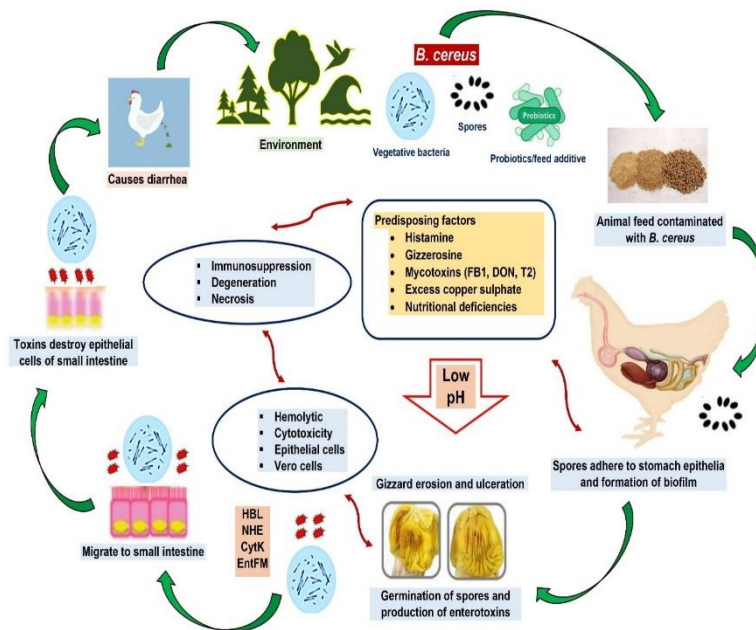 B. cereus
Environment
Vegetative bacteria
Spores
Probiotics
Probiotics/feed additive
Causes diarrhea
Animal feed contaminated
with B. cereus
Predisposing factors
• Histamine
• Gizzerosine
• Mycotoxins (FB1, DON, T2)
• Excess copper sulphate
• Nutritional deficiencies
▪ Immunosuppression
▪ Degeneration
▪ Necrosis
Toxins destroy epithelial
cells of small intestine
Low
pH
▪ Hemolytic
▪ Cytotoxicity
▪ Epithelial cells
▪ Vero cells
Spores adhere to stomach epithelia
and formation of biofilm
Gizzard erosion and ulceration
HBL
NHE
CytK
EntFM
Migrate to small intestine
Germination of spores and
production of enterotoxins